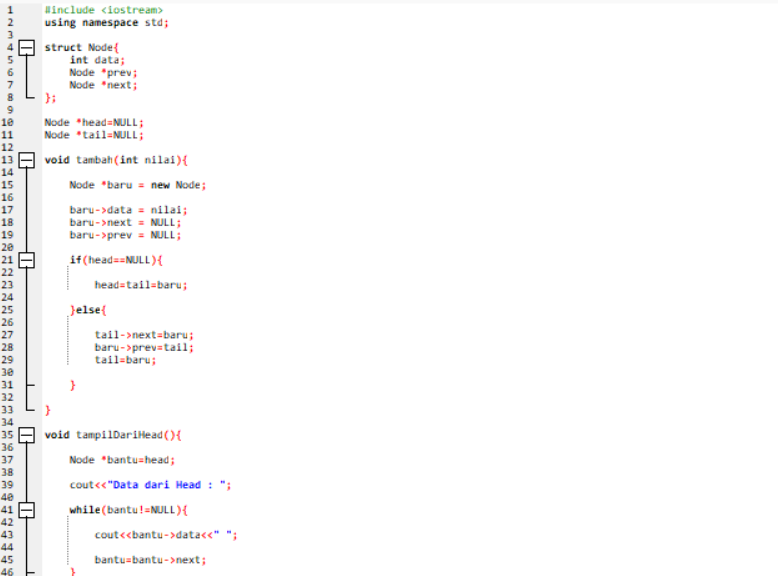 1 #include <iostream>
2 using namespace std;
3
4 struct Node{
5 int data;
6 Node *prev;
7 Node *next;
8 };
9
10 Node *head=NULL;
11 Node *tail=NULL;
12
13 void tambah(int nilai){
14
15 Node *baru = new Node;
16
17 baru->data = nilai;
18 baru->next = NULL;
19 baru->prev = NULL;
20
21 if(head==NULL){
22
23 head=tail=baru;
24
25 }else{
26
27 tail->next=baru;
28 baru->prev=tail;
29 tail=baru;
30
31 }
32
33 }
34
35 void tampilDariHead(){
36
37 Node *bantu=head;
38
39 cout<<"Data dari Head : ";
40
41 while(bantu!=NULL){
42
43 cout<<bantu->data<<" ";
44
45 bantu=bantu->next;
46 }